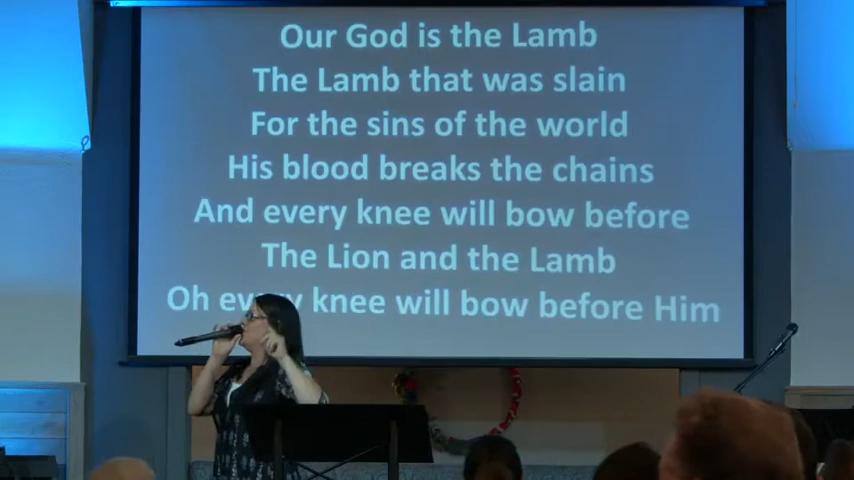 Our God is the Lamb
The Lamb that was slain
For the sins of the world
His blood breaks the chains
And every knee will bow before
The Lion and the Lamb
Oh every knee will bow before Him